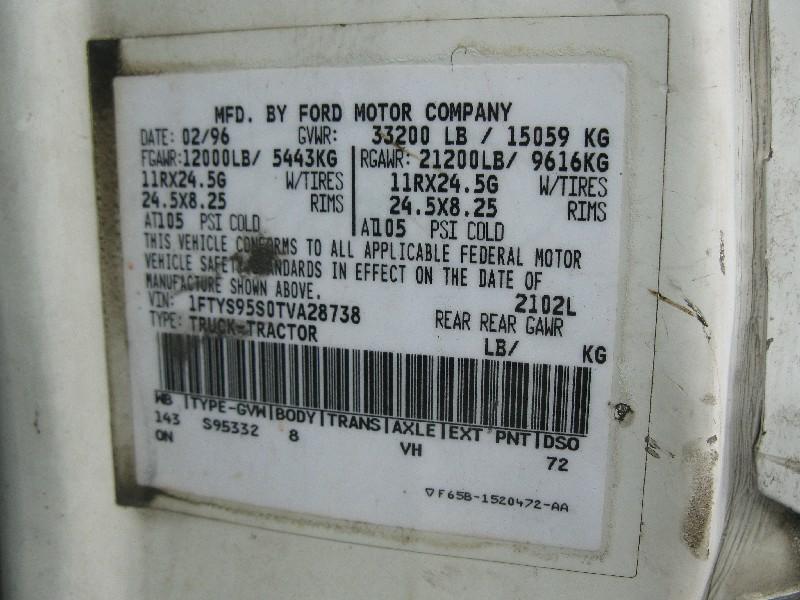 MFD. BY FORD MOTOR COMPANY
DATE: 02/96 GVWR: 33200 LB / 15059 KG
FGAWR: 12000LB/ 5443KG RGAWR: 21200LB/ 9616KG
11RX24.5G W/TIRES 11RX24.5G W/TIRES
24.5X8.25 RIMS 24.5X8.25 RIMS
AT105 PSI COLD AT105 PSI COLD
THIS VEHICLE CONFORMS TO ALL APPLICABLE FEDERAL MOTOR
VEHICLE SAFETY STANDARDS IN EFFECT ON THE DATE OF
MANUFACTURE SHOWN ABOVE. 2102L
VIN: 1FTYS95S0TVA28738 REAR REAR GAWR
TYPE: TRUCK-TRACTOR LB/ KG
WB |TYPE-GVW|BODY|TRANS|AXLE|EXT PNT|DSO
143 S95332 8 VH 72
ON
▽F65B-1520472-AA